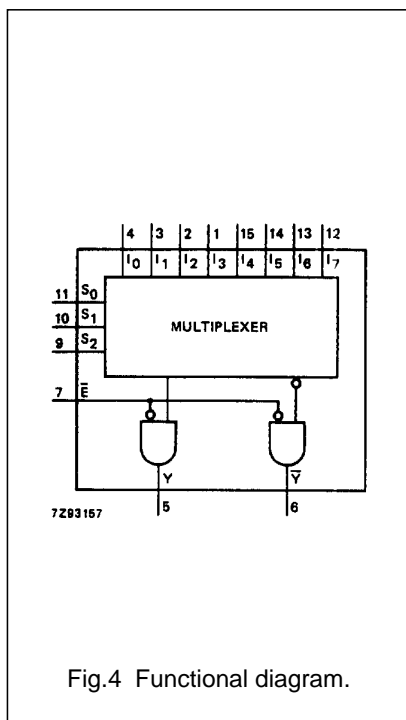 4 3 2 1 15 14 13 12
I0 I1 I2 I3 I4 I5 I6 I7
11 S0
10 S1
MULTIPLEXER
9 S2
7 E̅
Y Y̅
7Z93157
5 6
Fig.4 Functional diagram.